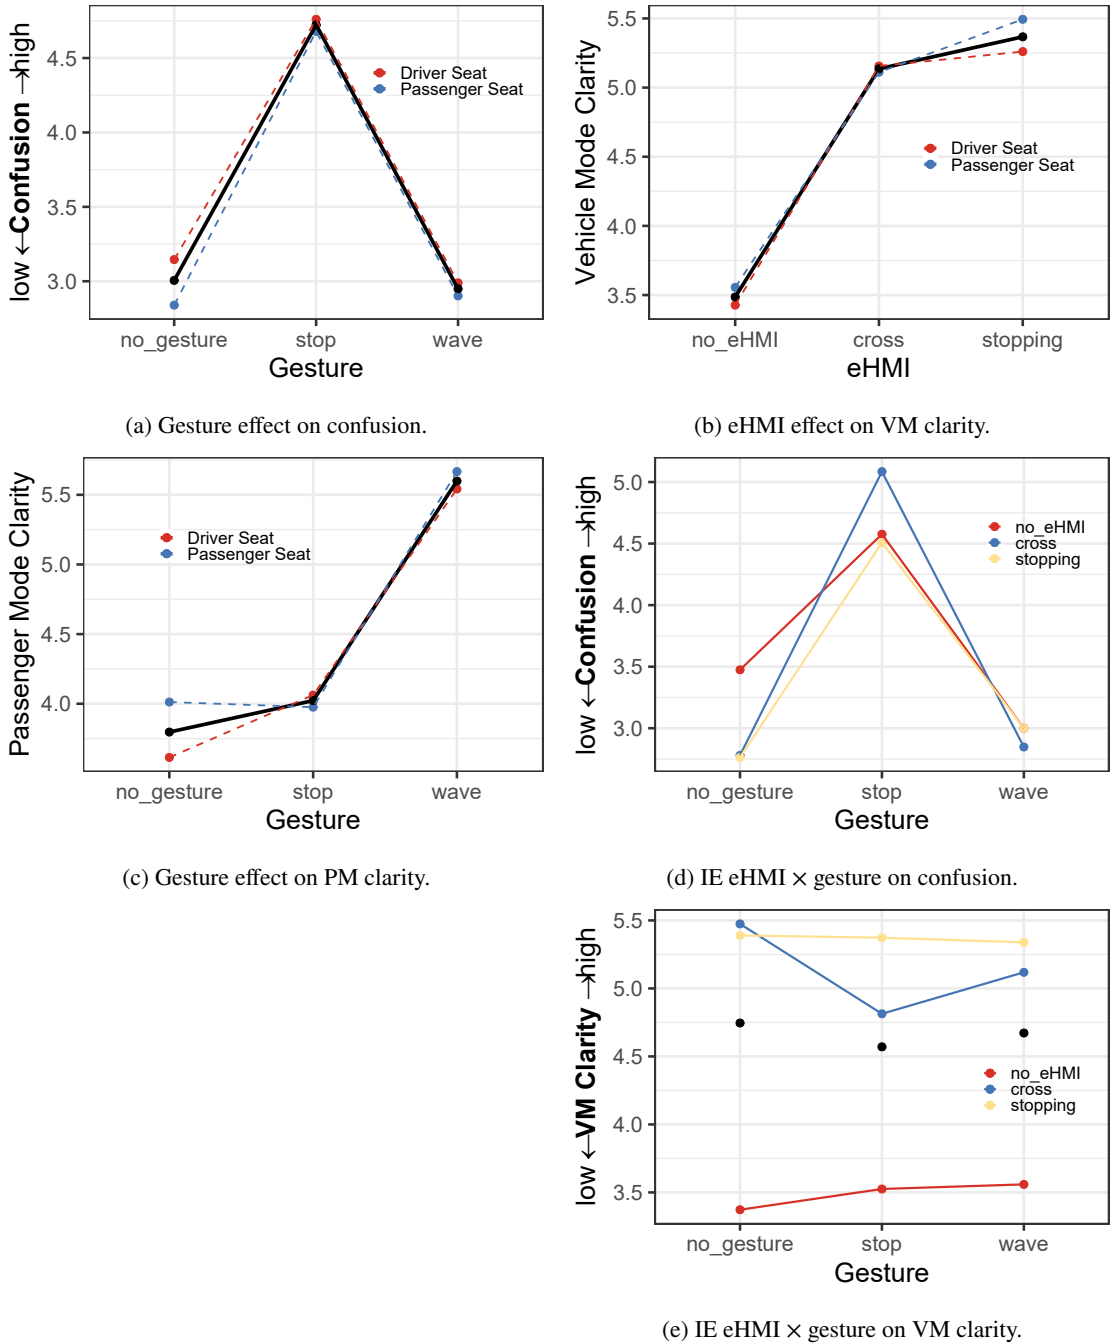 low ←Confusion →high
4.5
4.0
3.5
3.0
Driver Seat
Passenger Seat
no_gesture stop wave
Gesture
(a) Gesture effect on confusion.
Vehicle Mode Clarity
5.5
5.0
4.5
4.0
3.5
Driver Seat
Passenger Seat
no_eHMI cross stopping
eHMI
(b) eHMI effect on VM clarity.
Passenger Mode Clarity
5.5
5.0
4.5
4.0
Driver Seat
Passenger Seat
no_gesture stop wave
Gesture
(c) Gesture effect on PM clarity.
low ←Confusion →high
5.0
4.5
4.0
3.5
3.0
no_eHMI
cross
stopping
no_gesture stop wave
Gesture
(d) IE eHMI × gesture on confusion.
low ←VM Clarity →high
5.5
5.0
4.5
4.0
3.5
no_eHMI
cross
stopping
no_gesture stop wave
Gesture
(e) IE eHMI × gesture on VM clarity.